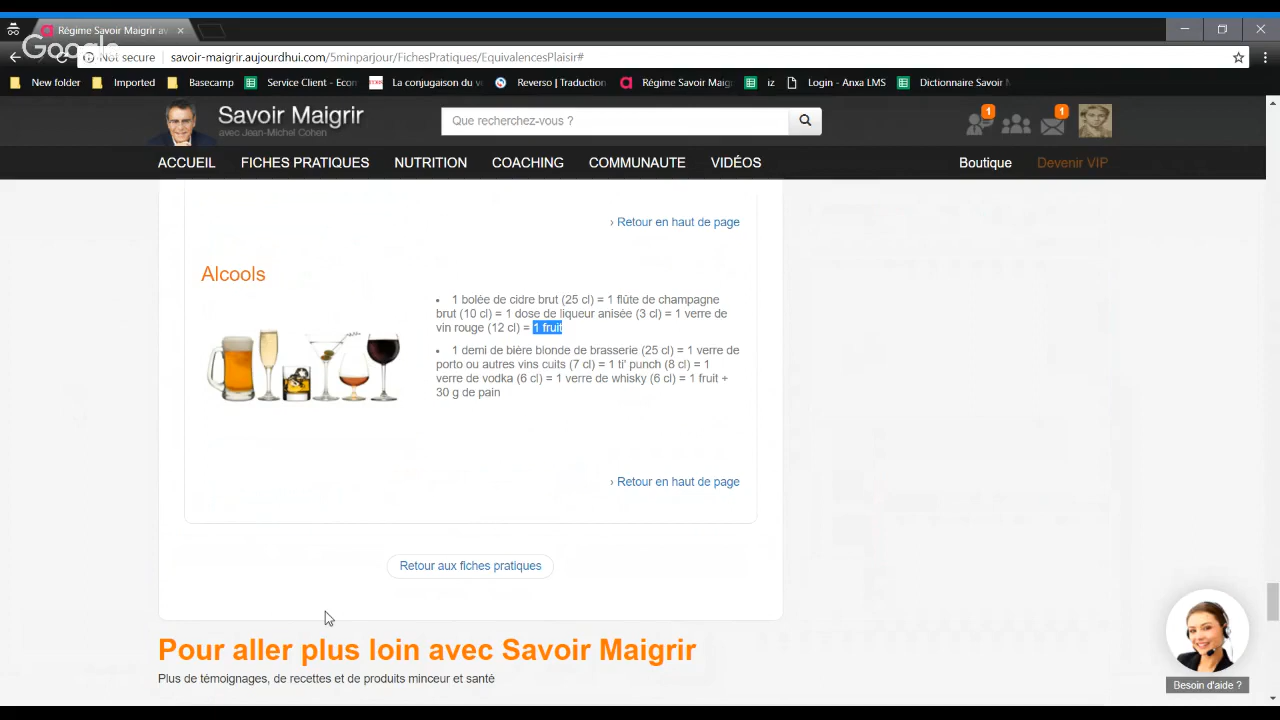 Régime Savoir Maigrir av
Google
Not secure
savoir-maigrir.aujourdhui.com/5minparjour/FichesPratiques/EquivalencesPlaisir#
New folder
Imported
Basecamp
Service Client - Econ
La conjugaison du v
Reverso | Traduction
Régime Savoir Maig
iz
Login - Anxa LMS
Dictionnaire Savoir
Savoir Maigrir
avec Jean-Michel Cohen
Que recherchez-vous ?
1
1
ACCUEIL
FICHES PRATIQUES
NUTRITION
COACHING
COMMUNAUTE
VIDÉOS
Boutique
Devenir VIP
› Retour en haut de page
Alcools
• 1 bolée de cidre brut (25 cl) = 1 flûte de champagne
brut (10 cl) = 1 dose de liqueur anisée (3 cl) = 1 verre de
vin rouge (12 cl) = 1 fruit
• 1 demi de bière blonde de brasserie (25 cl) = 1 verre de
porto ou autres vins cuits (7 cl) = 1 ti' punch (8 cl) = 1
verre de vodka (6 cl) = 1 verre de whisky (6 cl) = 1 fruit +
30 g de pain
› Retour en haut de page
Retour aux fiches pratiques
Pour aller plus loin avec Savoir Maigrir
Plus de témoignages, de recettes et de produits minceur et santé
Besoin d'aide ?